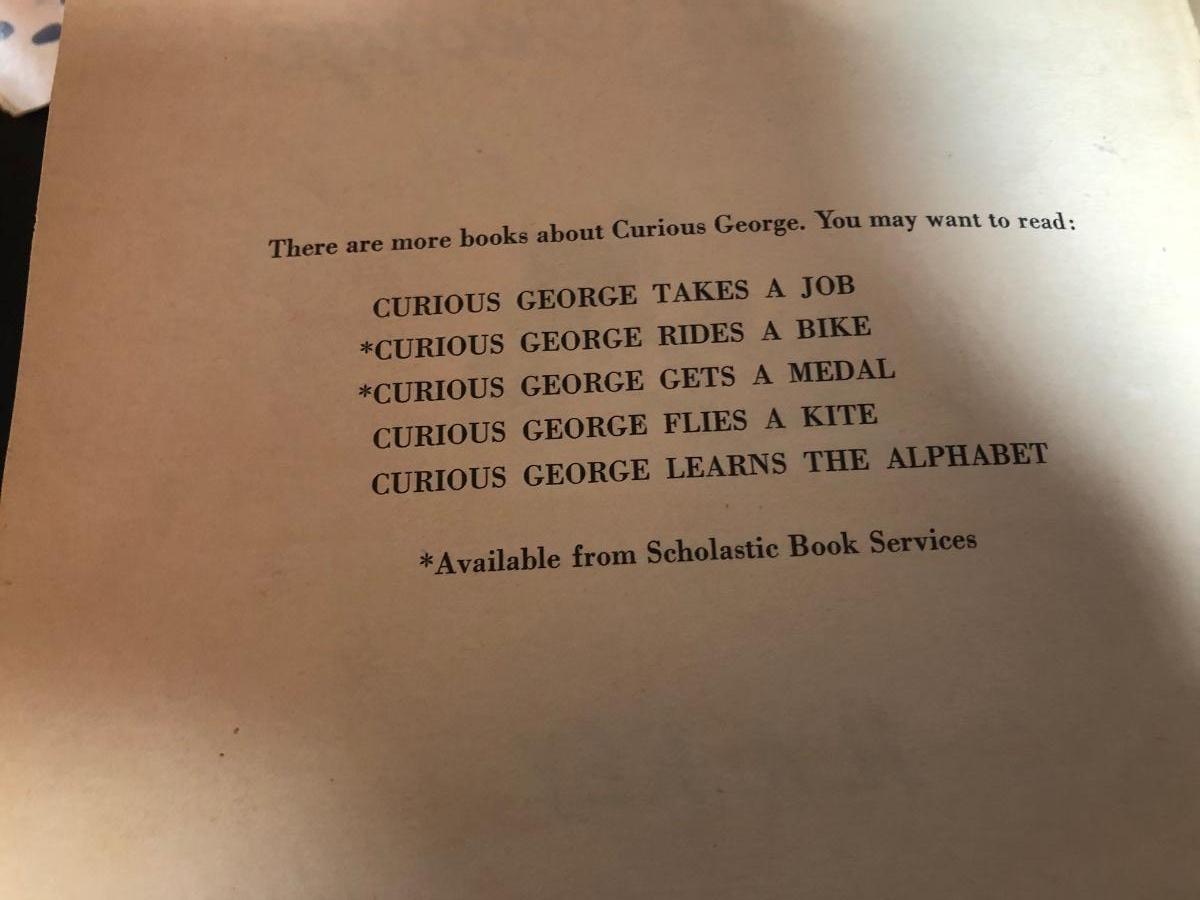 There are more books about Curious George. You may want to read:
CURIOUS GEORGE TAKES A JOB
*CURIOUS GEORGE RIDES A BIKE
*CURIOUS GEORGE GETS A MEDAL
CURIOUS GEORGE FLIES A KITE
CURIOUS GEORGE LEARNS THE ALPHABET
*Available from Scholastic Book Services